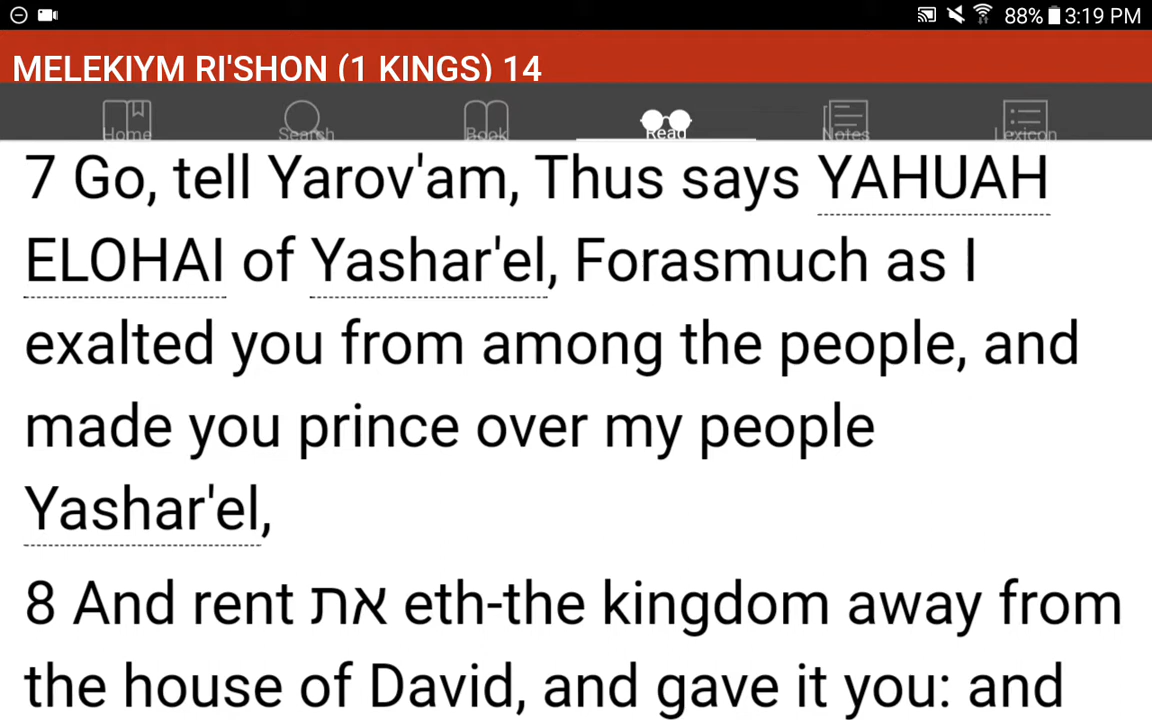 88% 3:19 PM
MELEKIYM RI'SHON (1 KINGS) 14
Home Search Book Read Notes Lexicon
7 Go, tell Yarov'am, Thus says YAHUAH
ELOHAI of Yashar'el, Forasmuch as I
exalted you from among the people, and
made you prince over my people
Yashar'el,
8 And rent את eth-the kingdom away from
the house of David, and gave it you: and